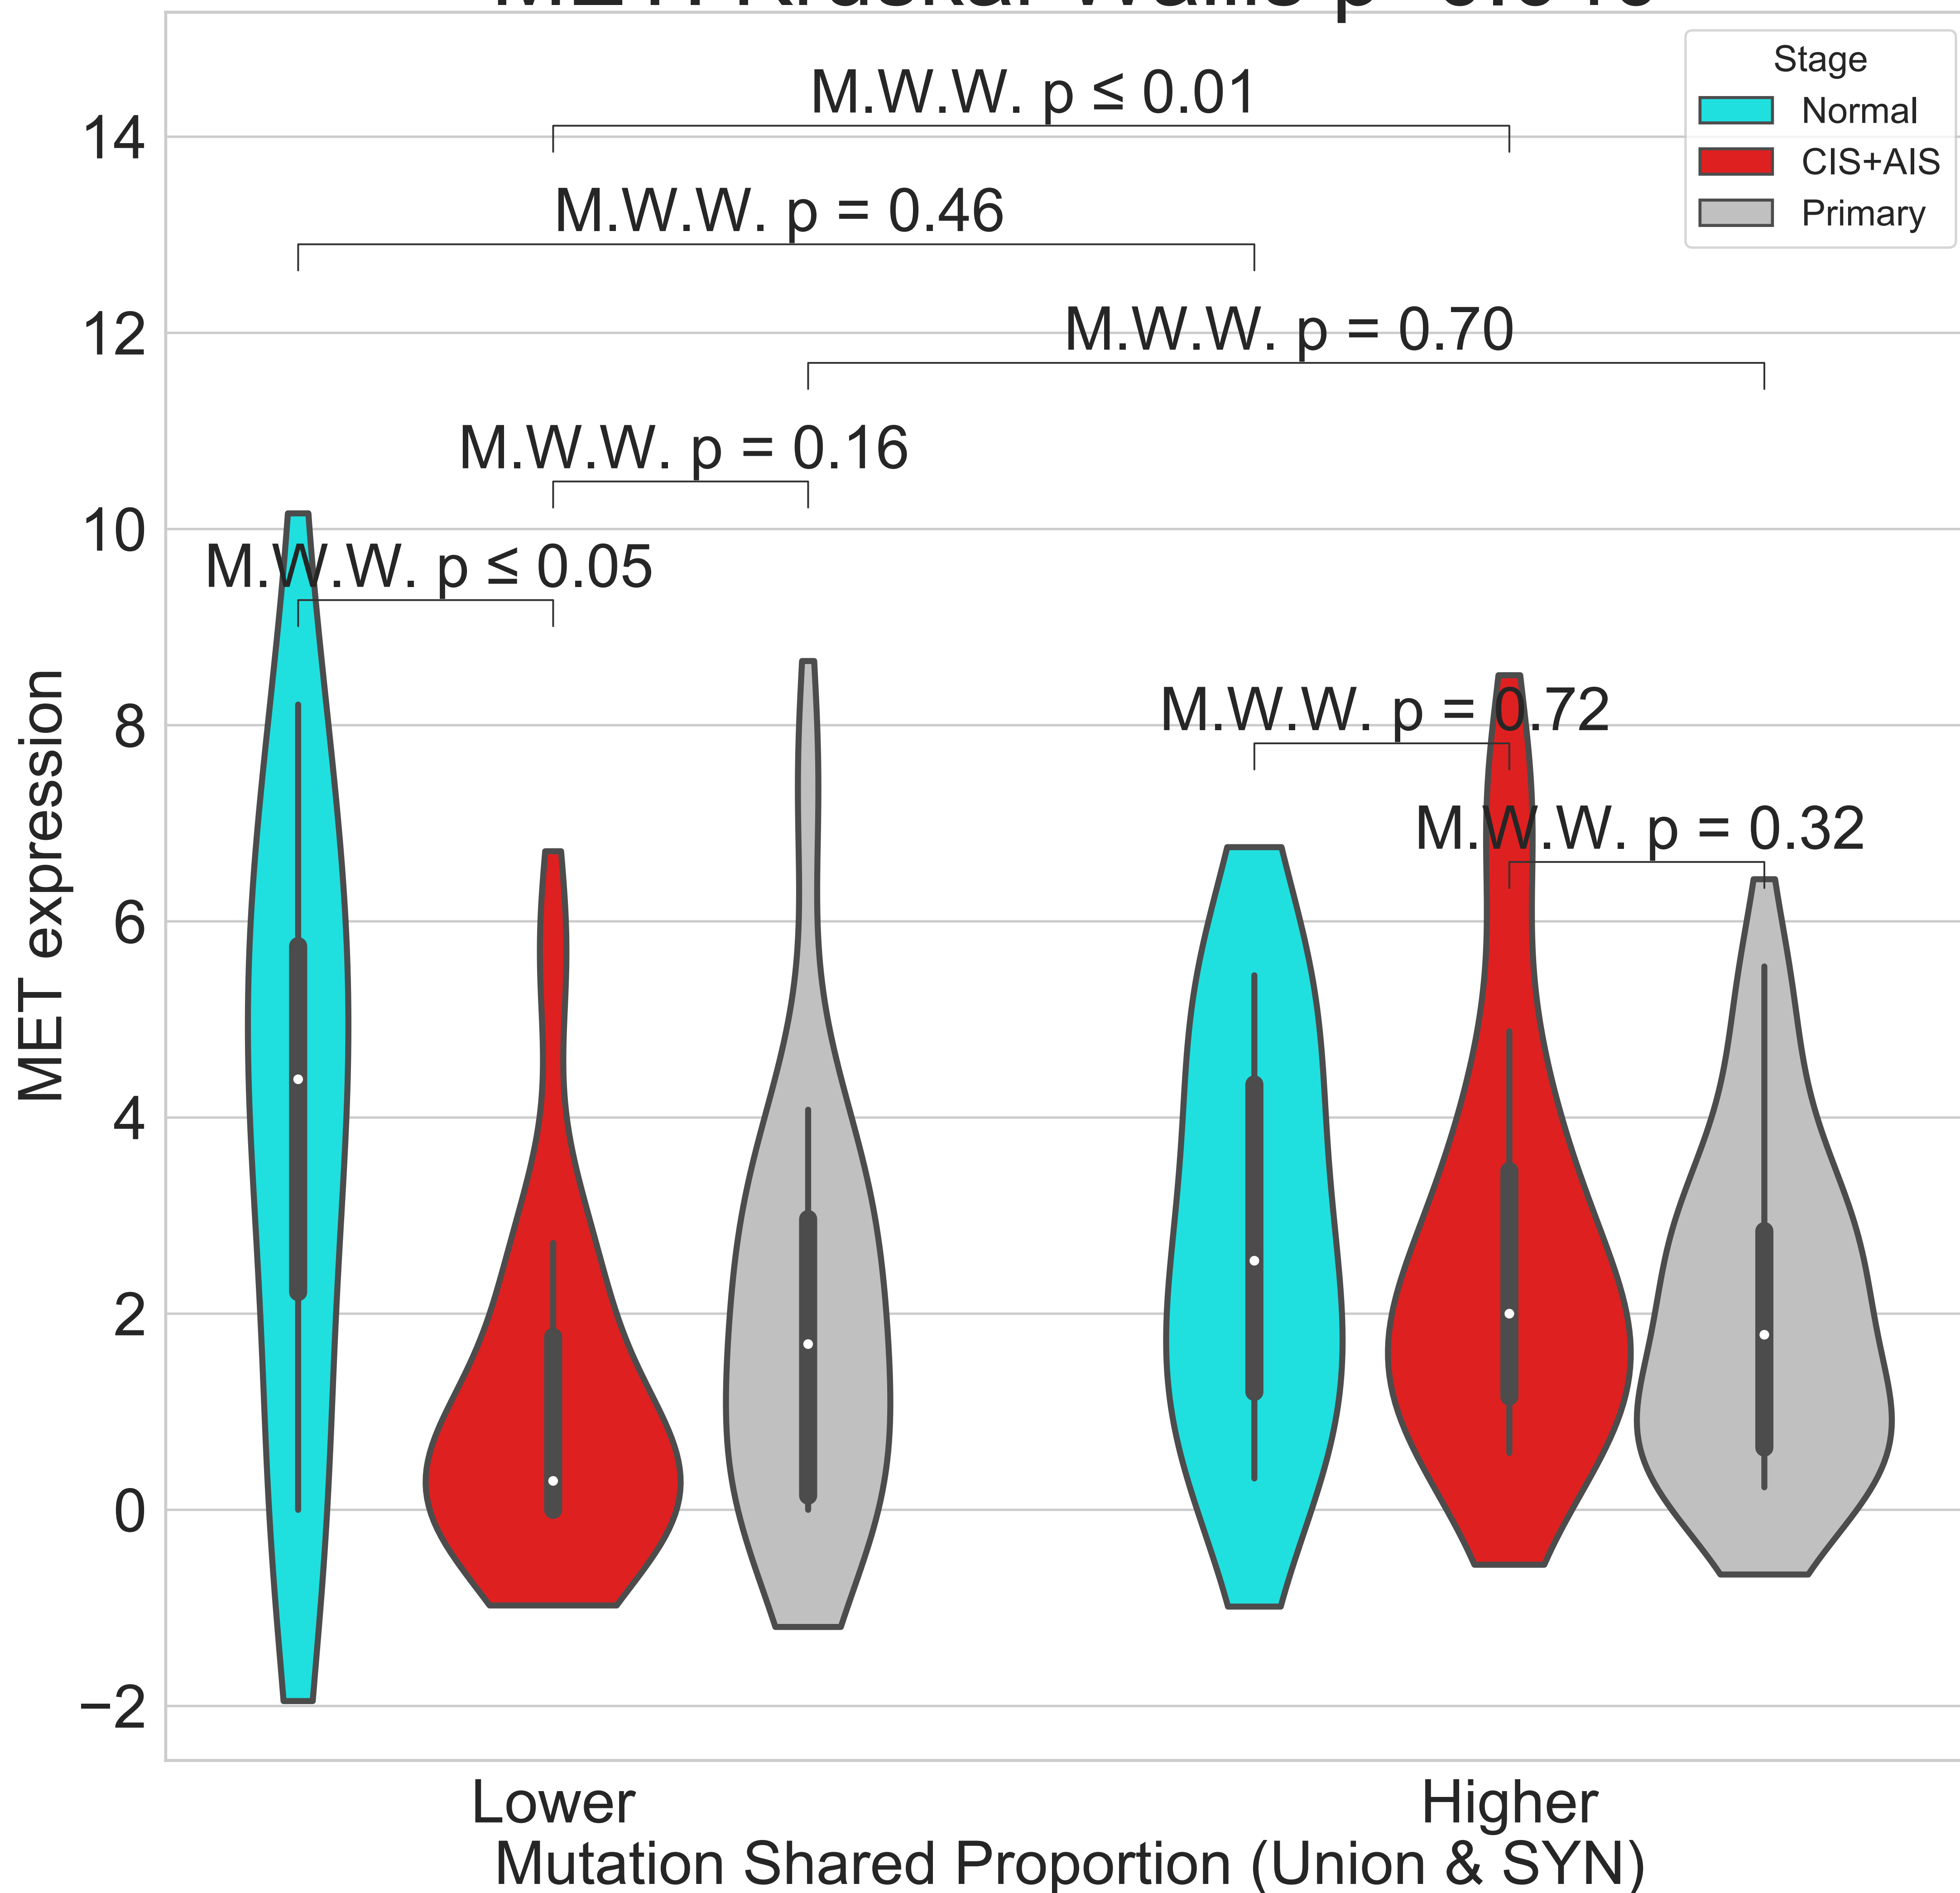 Stage
Normal
CIS+AIS
Primary
M.W.W. p ≤ 0.01
M.W.W. p = 0.46
M.W.W. p = 0.70
M.W.W. p = 0.16
M.W.W. p ≤ 0.05
M.W.W. p = 0.72
M.W.W. p = 0.32
14
12
10
8
6
4
2
0
−2
MET expression
Lower
Higher
Mutation Shared Proportion (Union & SYN)